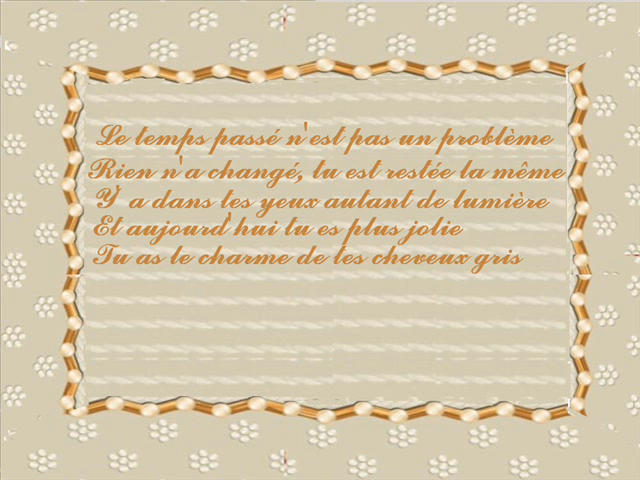 Le temps passé n'est pas un problème
Rien n'a changé, tu est restée la même
Y' a dans tes yeux autant de lumière
Et aujourd'hui tu es plus jolie
Tu as le charme de tes cheveux gris